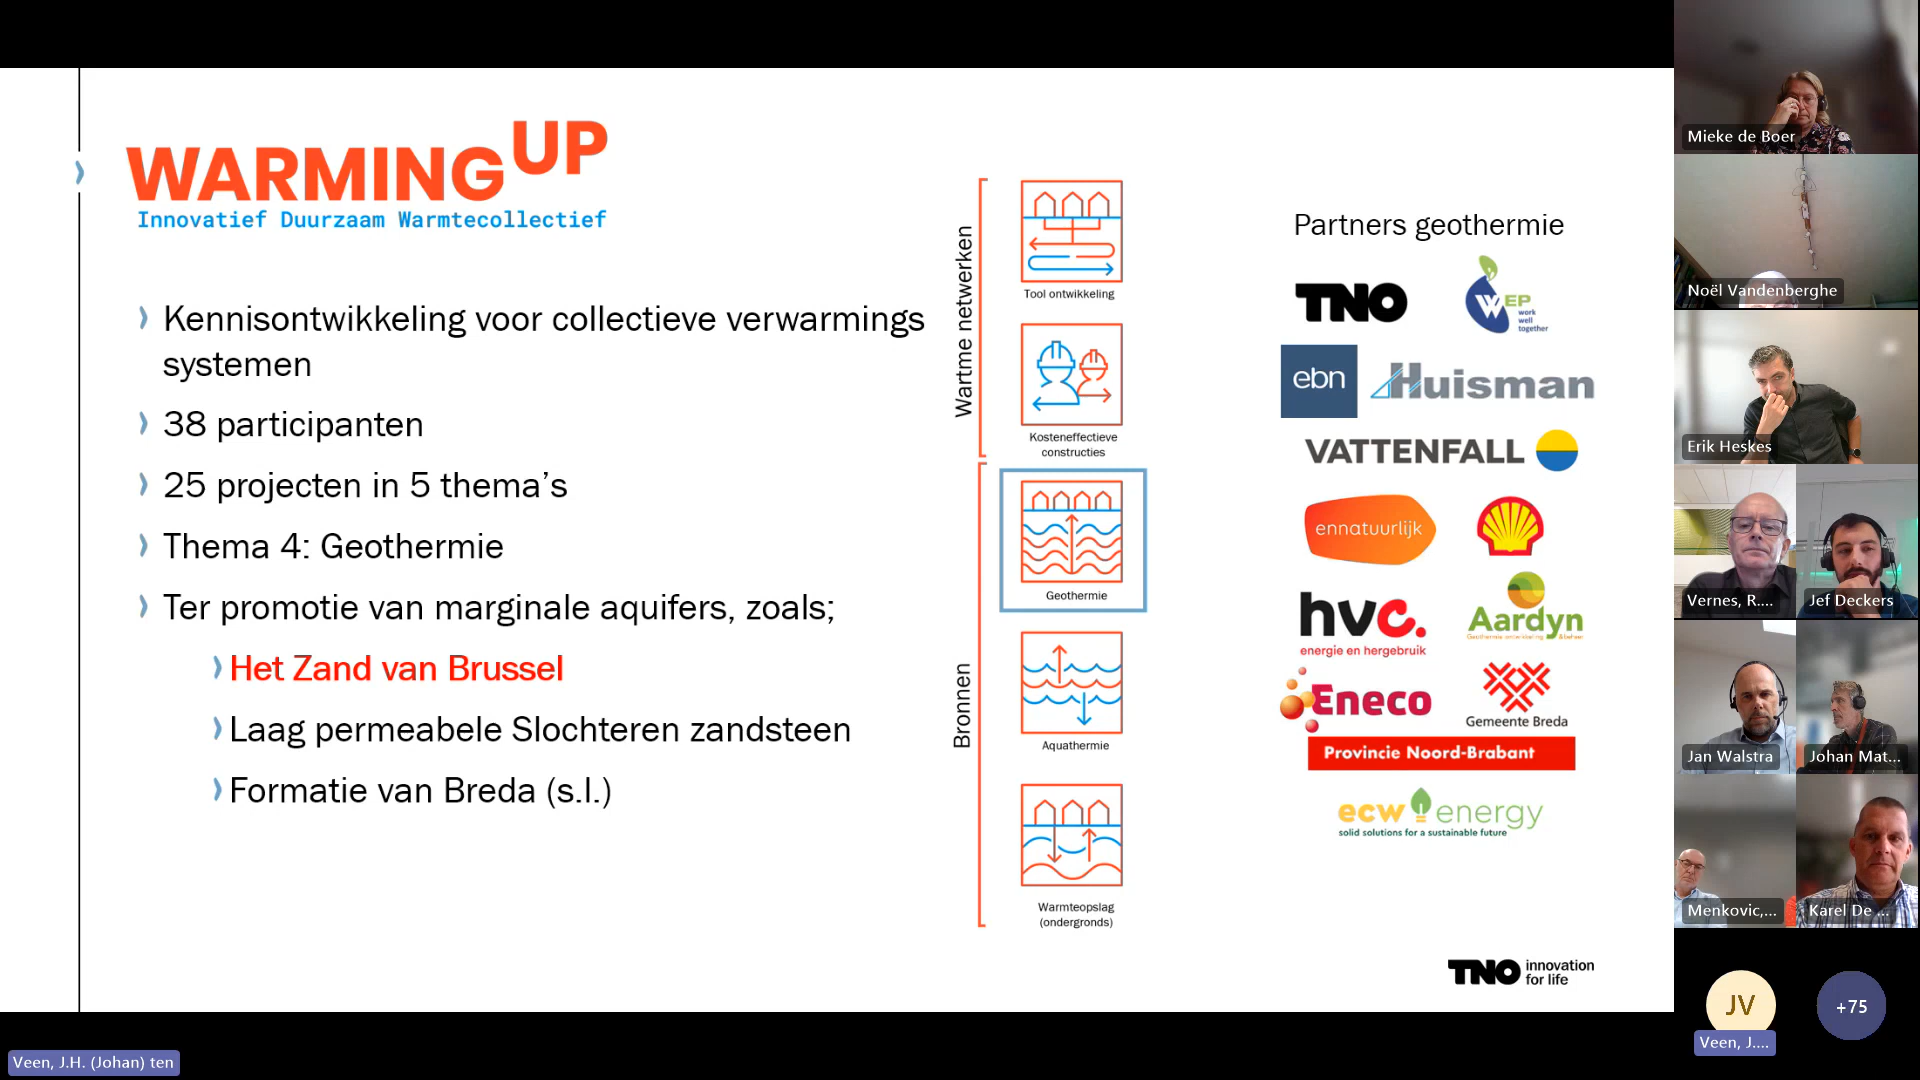 WARMINGUP
Innovatief Duurzaam Warmtecollectief
Kennisontwikkeling voor collectieve verwarmings
systemen
38 participanten
25 projecten in 5 thema's
Thema 4: Geothermie
Ter promotie van marginale aquifers, zoals;
Het Zand van Brussel
Laag permeabele Slochteren zandsteen
Formatie van Breda (s.l.)
Wartme netwerken
Tool ontwikkeling
Kosteneffectieve
constructies
Bronnen
Geothermie
Aquathermie
Warmteopslag
(ondergronds)
Partners geothermie
TNO
WEP
work
well
together
ebn
Huisman
VATTENFALL
ennatuurlijk
hvc.
energie en hergebruik
Aardyn
Geothermie ontwikkeling & beheer
Eneco
Gemeente Breda
Provincie Noord-Brabant
ecw energy
solid solutions for a sustainable future
TNO innovation
for life
Mieke de Boer
Noël Vandenberghe
Erik Heskes
Vernes, R....
Jef Deckers
Jan Walstra
Johan Mat...
Menkovic,...
Karel De ...
JV
+75
Veen, J....
Veen, J.H. (Johan) ten